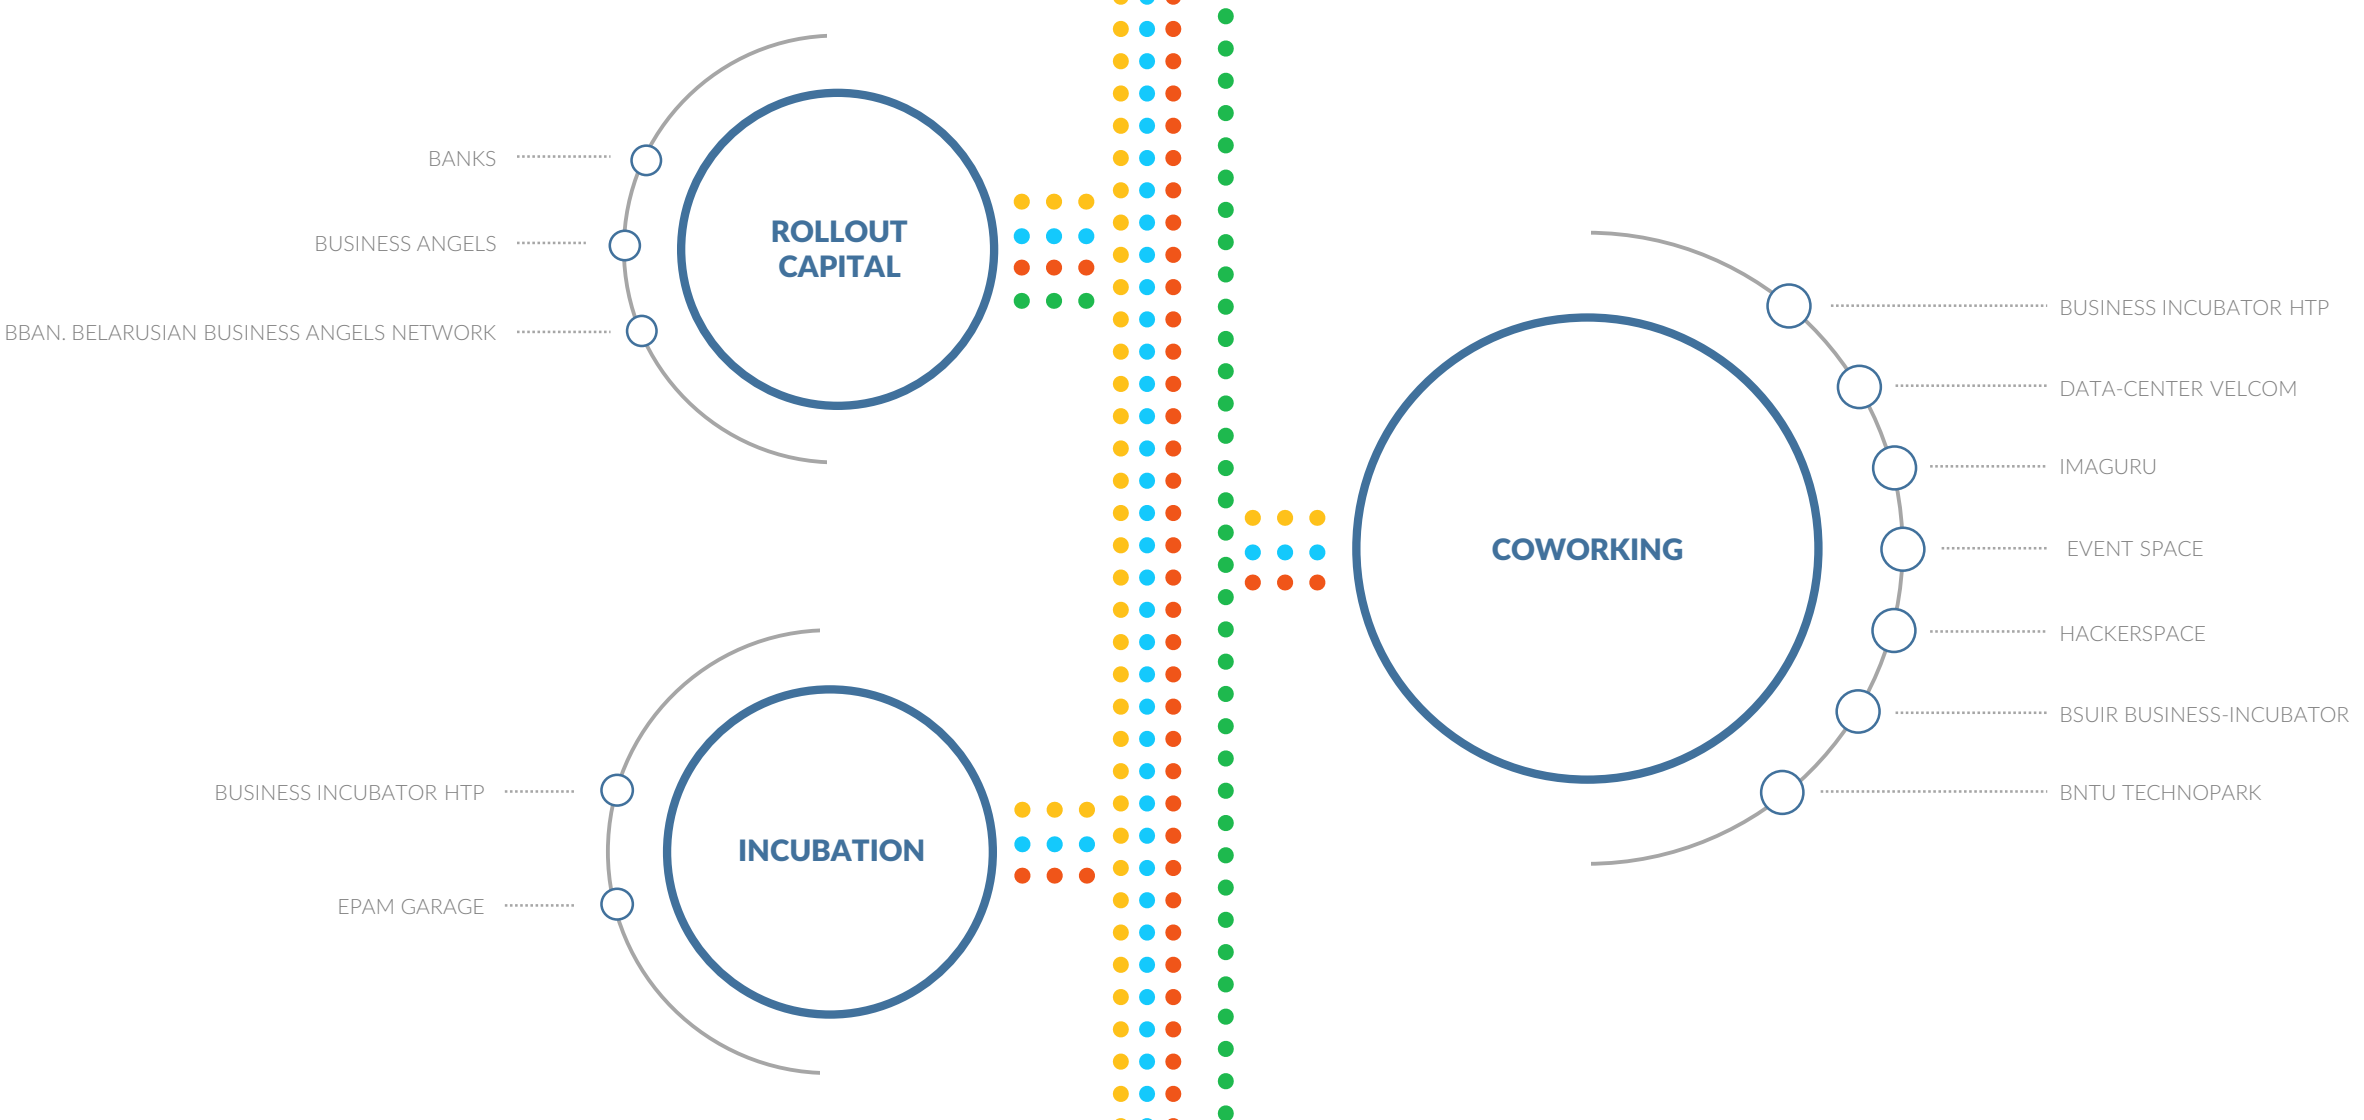 BANKS
BUSINESS ANGELS
BBAN. BELARUSIAN BUSINESS ANGELS NETWORK
ROLLOUT
CAPITAL
BUSINESS INCUBATOR HTP
EPAM GARAGE
INCUBATION
COWORKING
BUSINESS INCUBATOR HTP
DATA-CENTER VELCOM
IMAGURU
EVENT SPACE
HACKERSPACE
BSUIR BUSINESS-INCUBATOR
BNTU TECHNOPARK